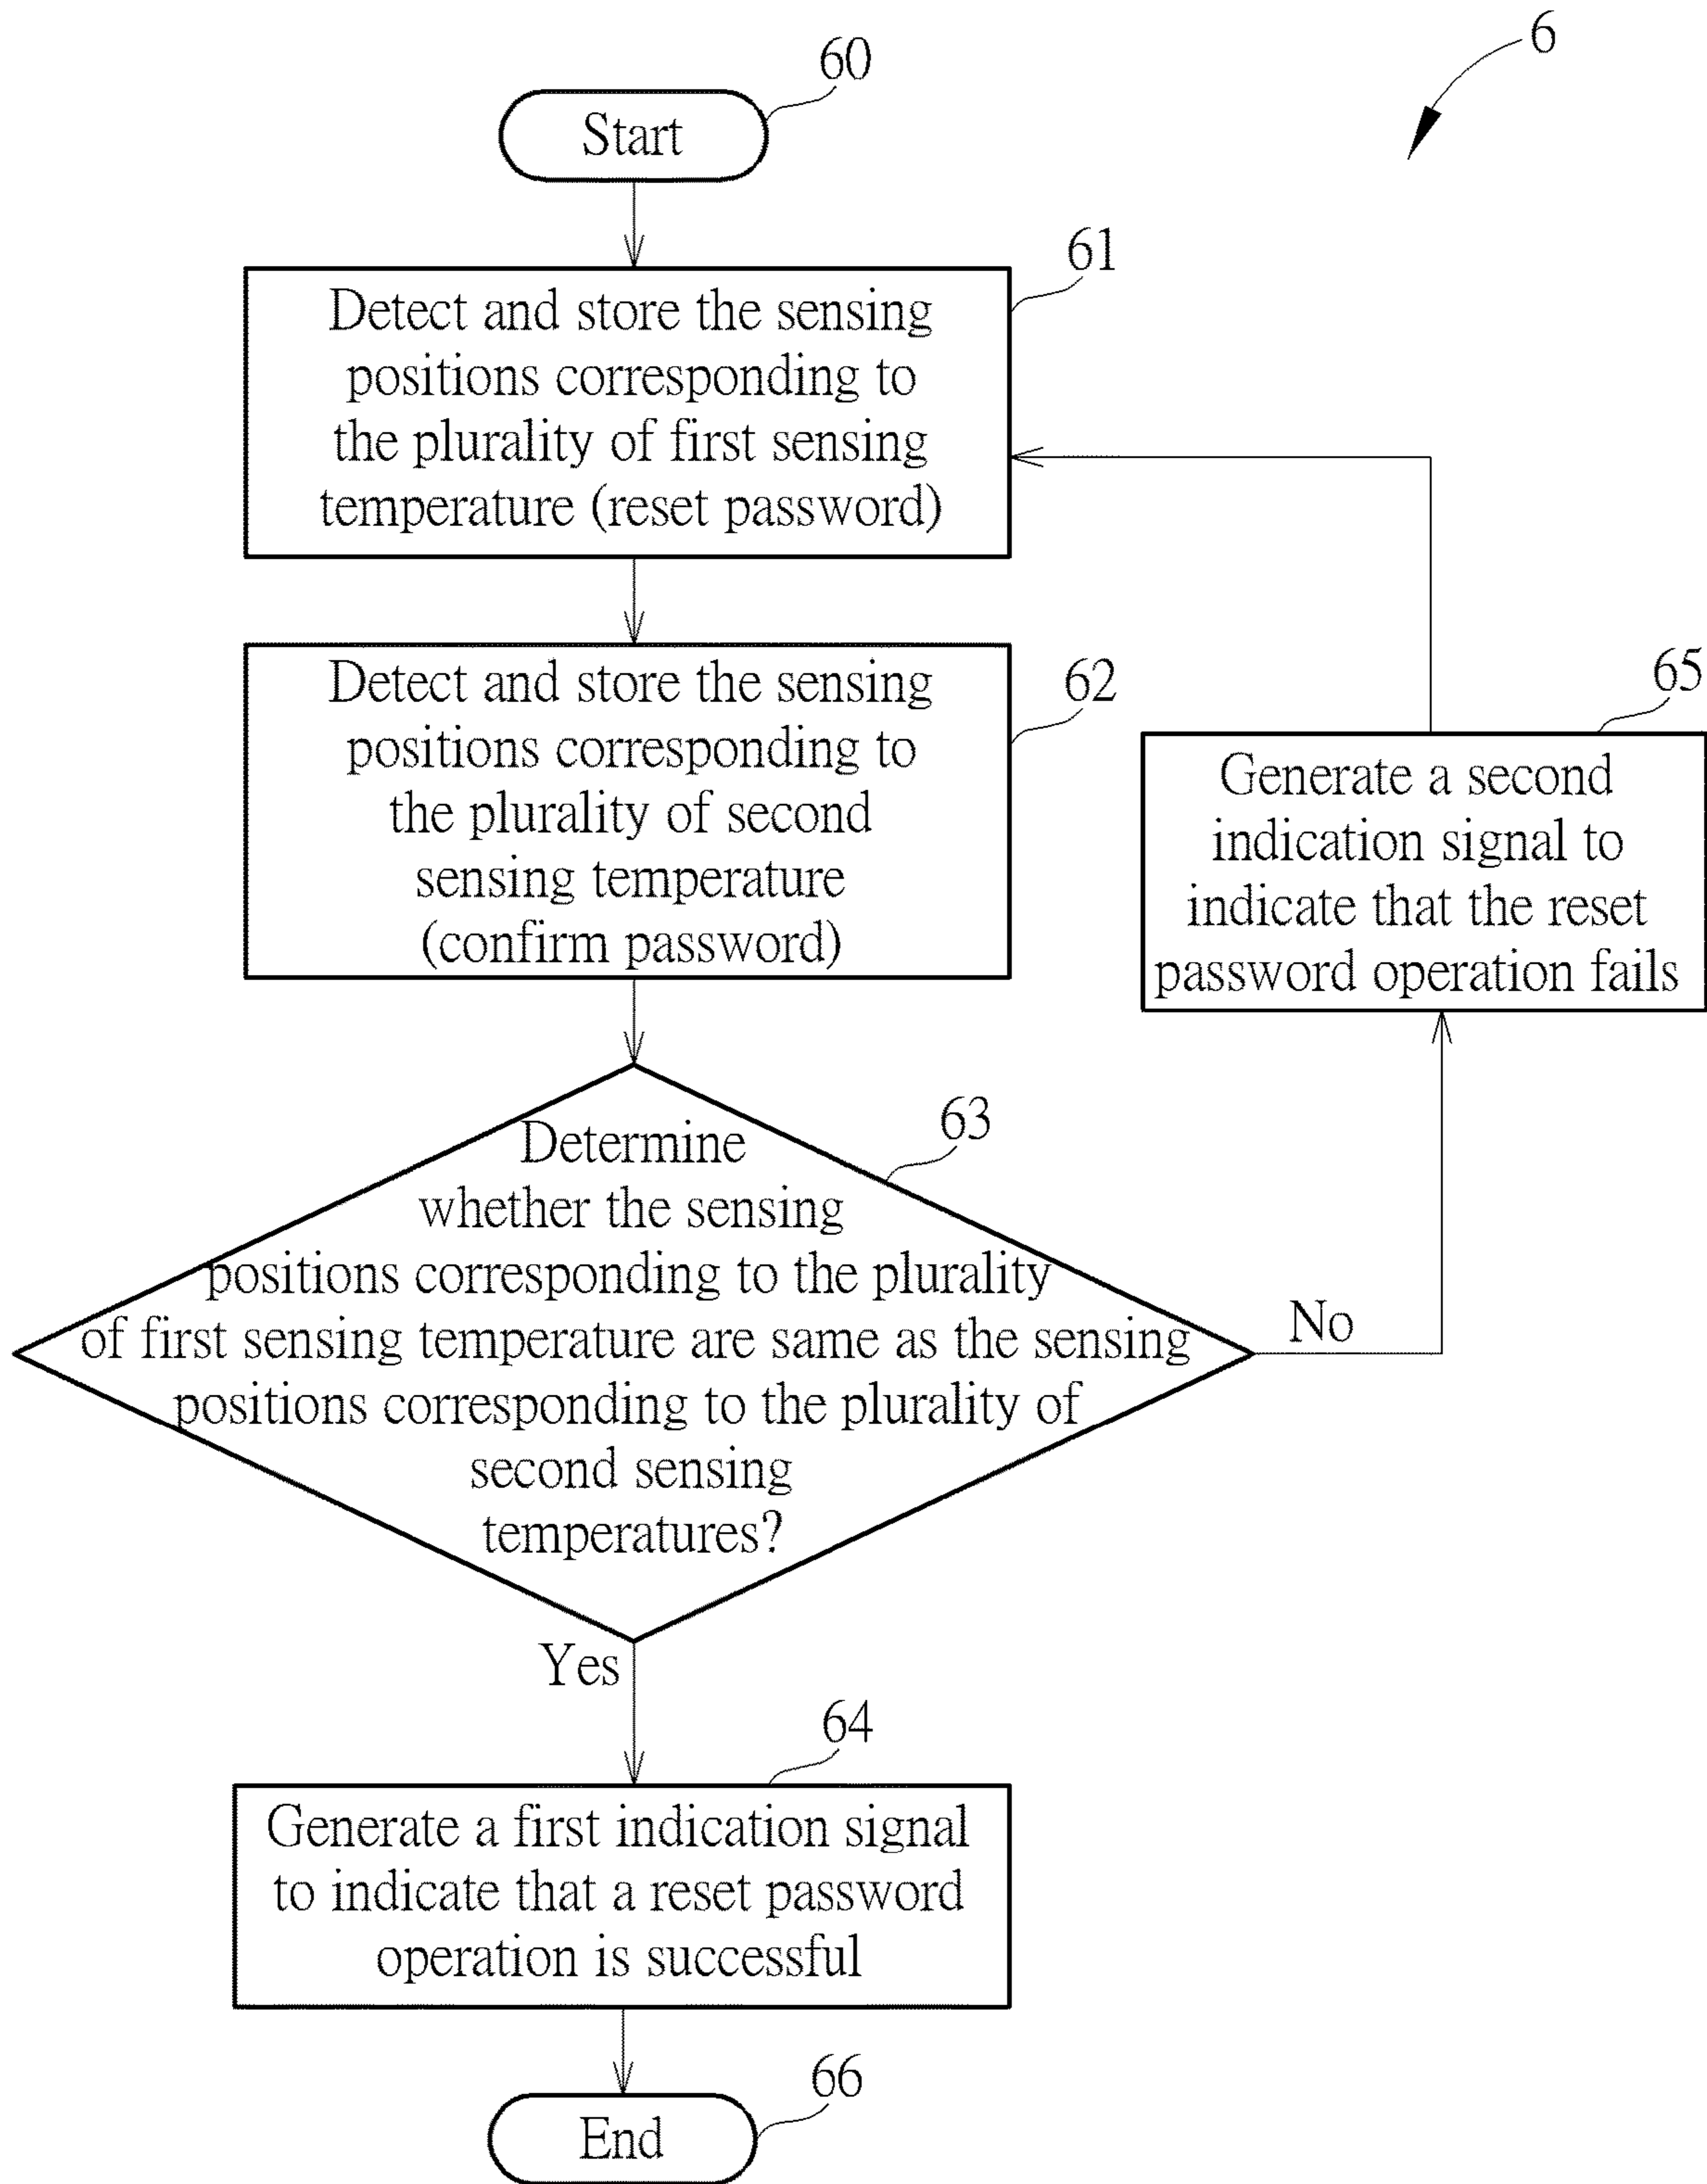 6
60
Start
61
Detect and store the sensing
positions corresponding to
the plurality of first sensing
temperature (reset password)
62
Detect and store the sensing
positions corresponding to
the plurality of second
sensing temperature
(confirm password)
65
Generate a second
indication signal to
indicate that the reset
password operation fails
63
Determine
whether the sensing
positions corresponding to the plurality
of first sensing temperature are same as the sensing
positions corresponding to the plurality of
second sensing
temperatures?
No
Yes
64
Generate a first indication signal
to indicate that a reset password
operation is successful
66
End